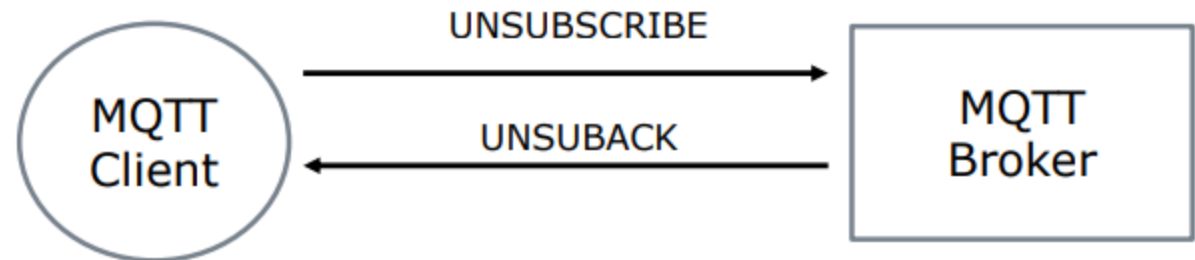 UNSUBSCRIBE
MQTT
Client
UNSUBACK
MQTT
Broker